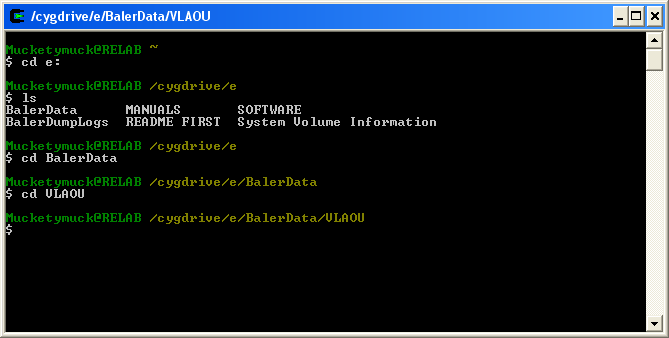 /cygdrive/e/BalerData/VLAOU
Mucketymuck@RELAB ~
$ cd e:
Mucketymuck@RELAB /cygdrive/e
$ ls
BalerData MANUALS SOFTWARE
BalerDumpLogs README FIRST System Volume Information
Mucketymuck@RELAB /cygdrive/e
$ cd BalerData
Mucketymuck@RELAB /cygdrive/e/BalerData
$ cd VLAOU
Mucketymuck@RELAB /cygdrive/e/BalerData/VLAOU
$